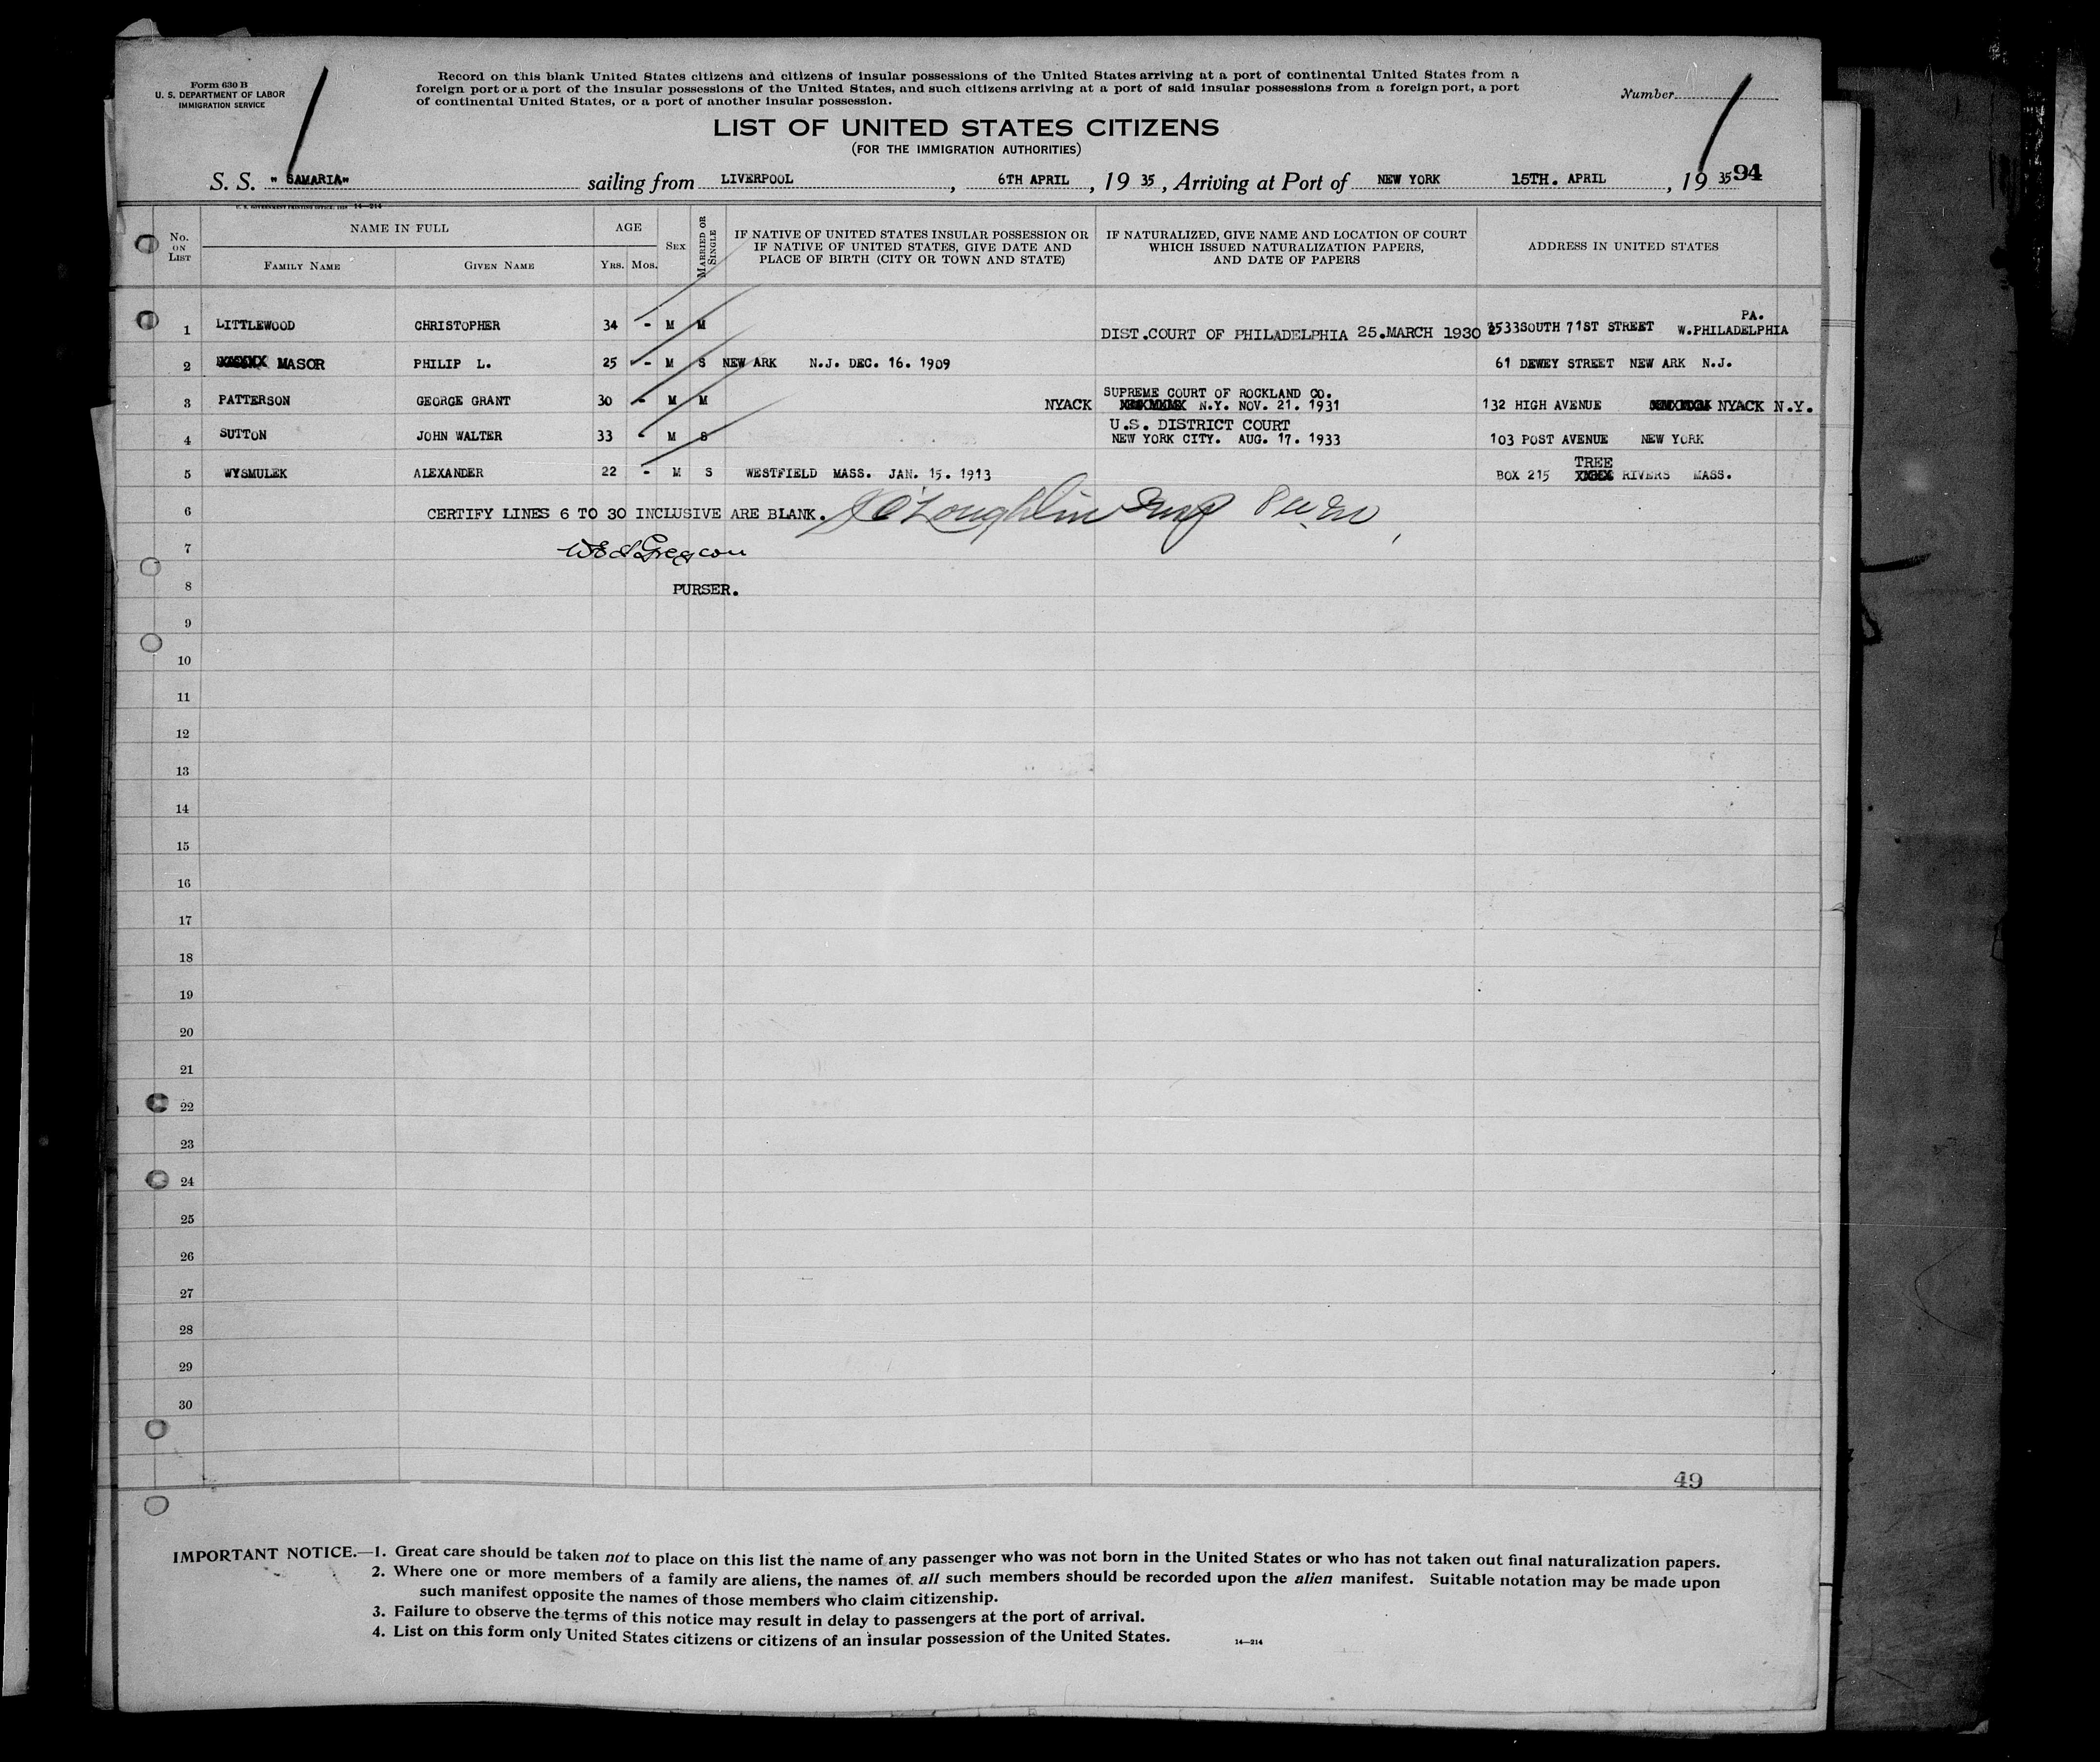 Form 630 B
U. S. DEPARTMENT OF LABOR
IMMIGRATION SERVICE
Record on this blank United States citizens and citizens of insular possessions of the United States arriving at a port of continental United States from a
foreign port or a port of the insular possessions of the United States, and such citizens arriving at a port of said insular possessions from a foreign port, a port
of continental United States, or a port of another insular possession.
Number
LIST OF UNITED STATES CITIZENS
(FOR THE IMMIGRATION AUTHORITIES)
S. S. " SAMARIA" sailing from LIVERPOOL, 6TH APRIL, 19 35, Arriving at Port of NEW YORK 15TH. APRIL, 19 35 94
No. ON LIST
NAME IN FULL
FAMILY NAME GIVEN NAME
AGE
YRS. MOS.
SEX
MARRIED OR SINGLE
IF NATIVE OF UNITED STATES INSULAR POSSESSION OR
IF NATIVE OF UNITED STATES, GIVE DATE AND
PLACE OF BIRTH (CITY OR TOWN AND STATE)
IF NATURALIZED, GIVE NAME AND LOCATION OF COURT
WHICH ISSUED NATURALIZATION PAPERS,
AND DATE OF PAPERS
ADDRESS IN UNITED STATES
1 LITTLEWOOD CHRISTOPHER 34 - M M DIST.COURT OF PHILADELPHIA 25.MARCH 1930 2533SOUTH 71ST STREET W.PHILADELPHIA PA.
2 MASOR PHILIP L. 25 - M S NEW ARK N.J. DEC. 16. 1909 61 DEWEY STREET NEW ARK N.J.
3 PATTERSON GEORGE GRANT 30 - M M SUPREME COURT OF ROCKLAND CO.
NYACK N.Y. NOV. 21. 1931 132 HIGH AVENUE NYACK N.Y.
4 SUTTON JOHN WALTER 33 - M S U.S. DISTRICT COURT
NEW YORK CITY. AUG. 17. 1933 103 POST AVENUE NEW YORK
5 WYSMULEK ALEXANDER 22 - M S WESTFIELD MASS. JAN. 15. 1913 BOX 215 TREE RIVERS MASS.
6 CERTIFY LINES 6 TO 30 INCLUSIVE ARE BLANK. O'Loughlin
7
8 PURSER.
9
10
11
12
13
14
15
16
17
18
19
20
21
22
23
24
25
26
27
28
29
30
49
IMPORTANT NOTICE.—1. Great care should be taken not to place on this list the name of any passenger who was not born in the United States or who has not taken out final naturalization papers.
2. Where one or more members of a family are aliens, the names of all such members should be recorded upon the alien manifest. Suitable notation may be made upon
such manifest opposite the names of those members who claim citizenship.
3. Failure to observe the terms of this notice may result in delay to passengers at the port of arrival.
4. List on this form only United States citizens or citizens of an insular possession of the United States.
14—214